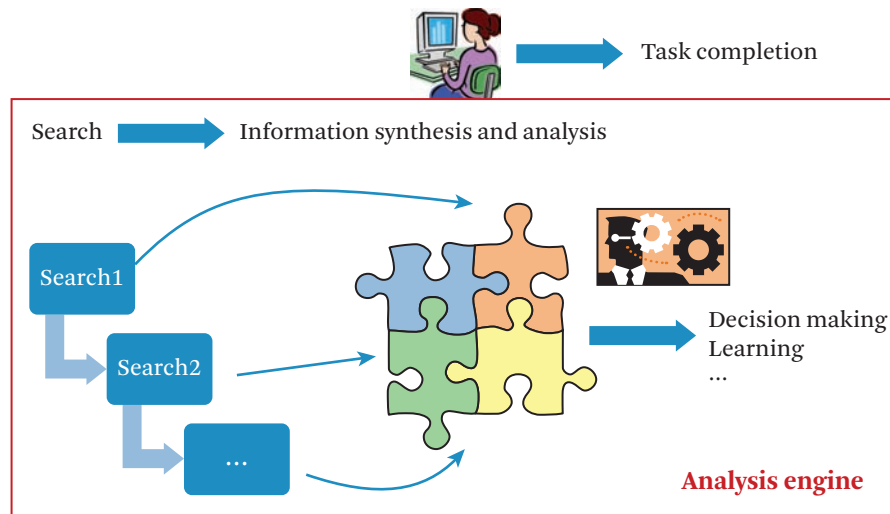 Task completion
Search
Information synthesis and analysis
Search1
Search2
...
Decision making
Learning
...
Analysis engine